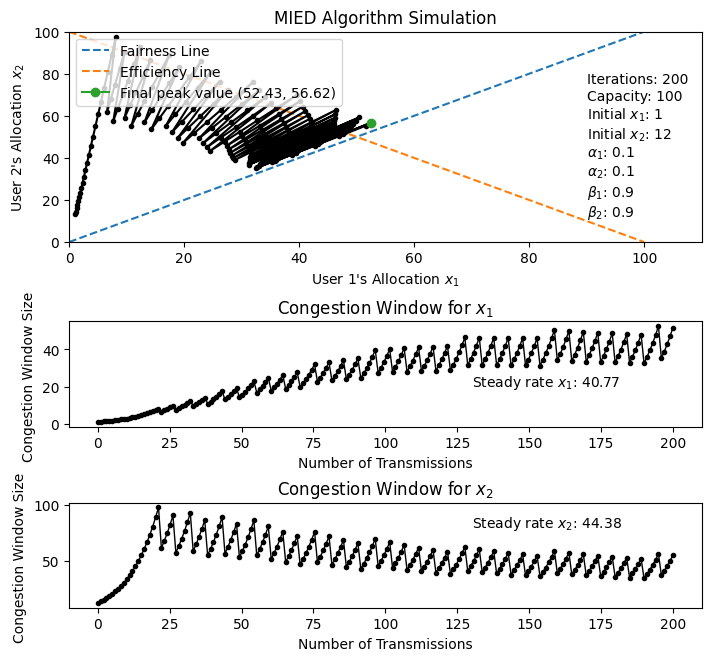 MIED Algorithm Simulation
100
80
60
40
20
0
User 2's Allocation x₂
Fairness Line
Efficiency Line
Final peak value (52.43, 56.62)
Iterations: 200
Capacity: 100
Initial x₁: 1
Initial x₂: 12
α₁: 0.1
α₂: 0.1
β₁: 0.9
β₂: 0.9
0 20 40 60 80 100
User 1's Allocation x₁
Congestion Window for x₁
Congestion Window Size
40
20
0
Steady rate x₁: 40.77
0 25 50 75 100 125 150 175 200
Number of Transmissions
Congestion Window for x₂
Congestion Window Size
100
50
Steady rate x₂: 44.38
0 25 50 75 100 125 150 175 200
Number of Transmissions